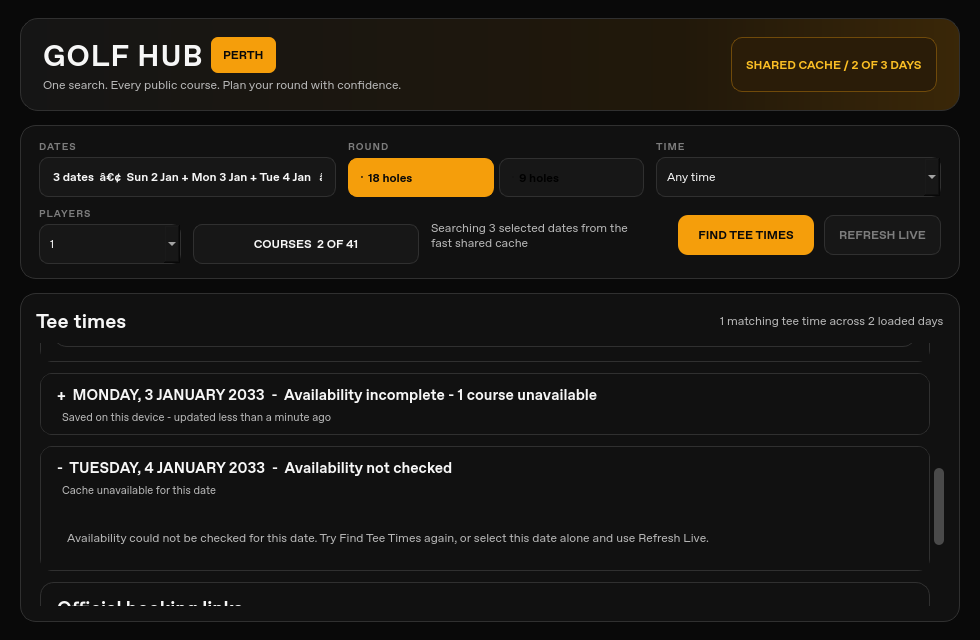 GOLF HUB PERTH
One search. Every public course. Plan your round with confidence.
SHARED CACHE / 2 OF 3 DAYS
DATES
3 dates â€¢ Sun 2 Jan + Mon 3 Jan + Tue 4 Jan
ROUND
· 18 holes
· 9 holes
TIME
Any time
PLAYERS
1
COURSES 2 OF 41
Searching 3 selected dates from the
fast shared cache
FIND TEE TIMES
REFRESH LIVE
Tee times
1 matching tee time across 2 loaded days
+ MONDAY, 3 JANUARY 2033 - Availability incomplete - 1 course unavailable
Saved on this device - updated less than a minute ago
- TUESDAY, 4 JANUARY 2033 - Availability not checked
Cache unavailable for this date
Availability could not be checked for this date. Try Find Tee Times again, or select this date alone and use Refresh Live.
Official booking links